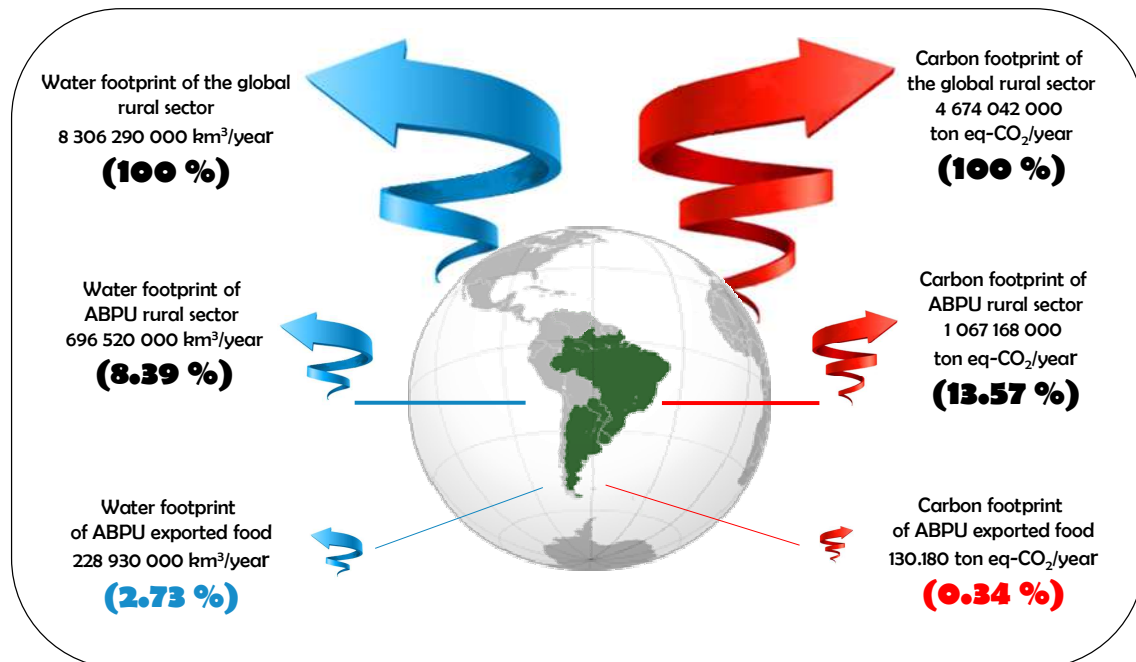 Water footprint of the global
rural sector
8 306 290 000 km³/year
(100 %)
Carbon footprint of
the global rural sector
4 674 042 000
ton eq-CO₂/year
(100 %)
Water footprint of
ABPU rural sector
696 520 000 km³/year
(8.39 %)
Carbon footprint of
ABPU rural sector
1 067 168 000
ton eq-CO₂/year
(13.57 %)
Water footprint
of ABPU exported food
228 930 000 km³/year
(2.73 %)
Carbon footprint
of ABPU exported food
130.180 ton eq-CO₂/year
(0.34 %)